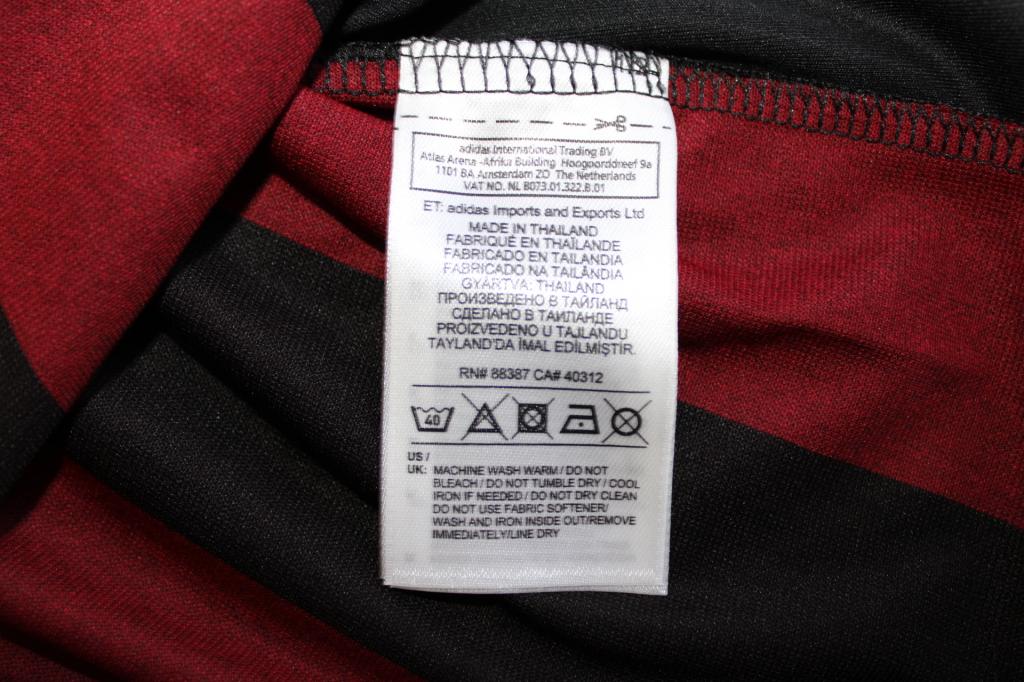 adidas International Trading BV
Atlas Arena -Afrika Building Hoogoorddreef 9a
1101 BA Amsterdam ZO The Netherlands
VAT NO. NL 8073.01.322.B.01
ET: adidas Imports and Exports Ltd
MADE IN THAILAND
FABRIQUÉ EN THAÏLANDE
FABRICADO EN TAILANDIA
FABRICADO NA TAILÂNDIA
GYÁRTVA: THAILAND
ПРОИЗВЕДЕНО В ТАЙЛАНД
СДЕЛАНО В ТАИЛАНДЕ
PROIZVEDENO U TAJLANDU
TAYLAND'DA İMAL EDİLMİŞTİR.
RN# 88387 CA# 40312
40
US /
UK: MACHINE WASH WARM / DO NOT
BLEACH / DO NOT TUMBLE DRY / COOL
IRON IF NEEDED / DO NOT DRY CLEAN
DO NOT USE FABRIC SOFTENER/
WASH AND IRON INSIDE OUT/REMOVE
IMMEDIATELY/LINE DRY